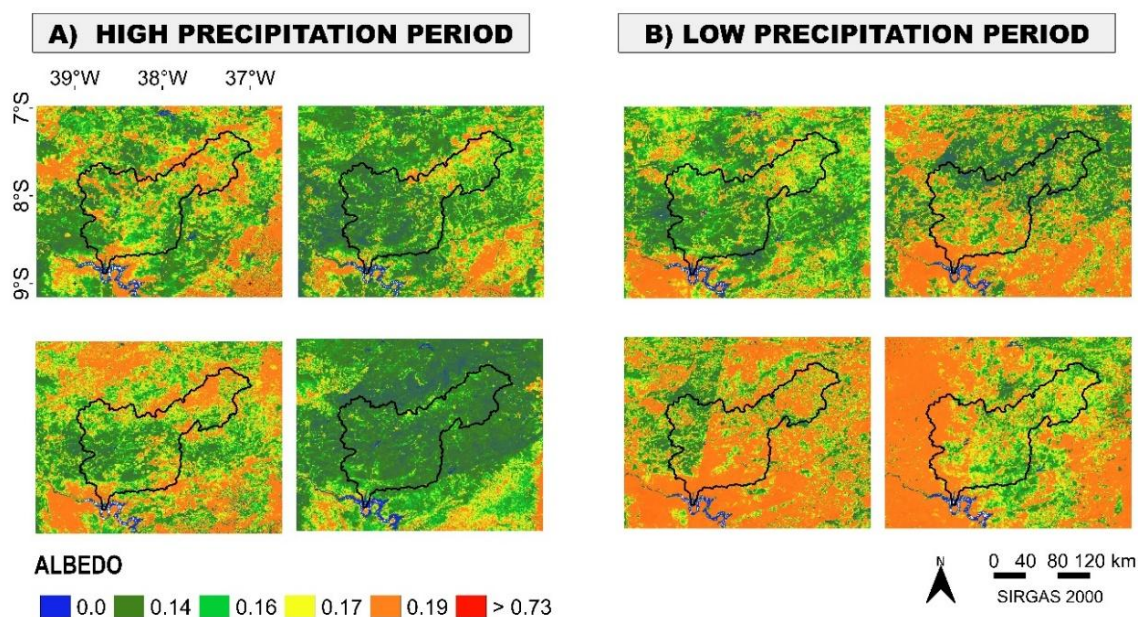 A) HIGH PRECIPITATION PERIOD
B) LOW PRECIPITATION PERIOD
39°W 38°W 37°W
7°S
8°S
9°S
ALBEDO
0.0 0.14 0.16 0.17 0.19 > 0.73
N
0 40 80 120 km
SIRGAS 2000